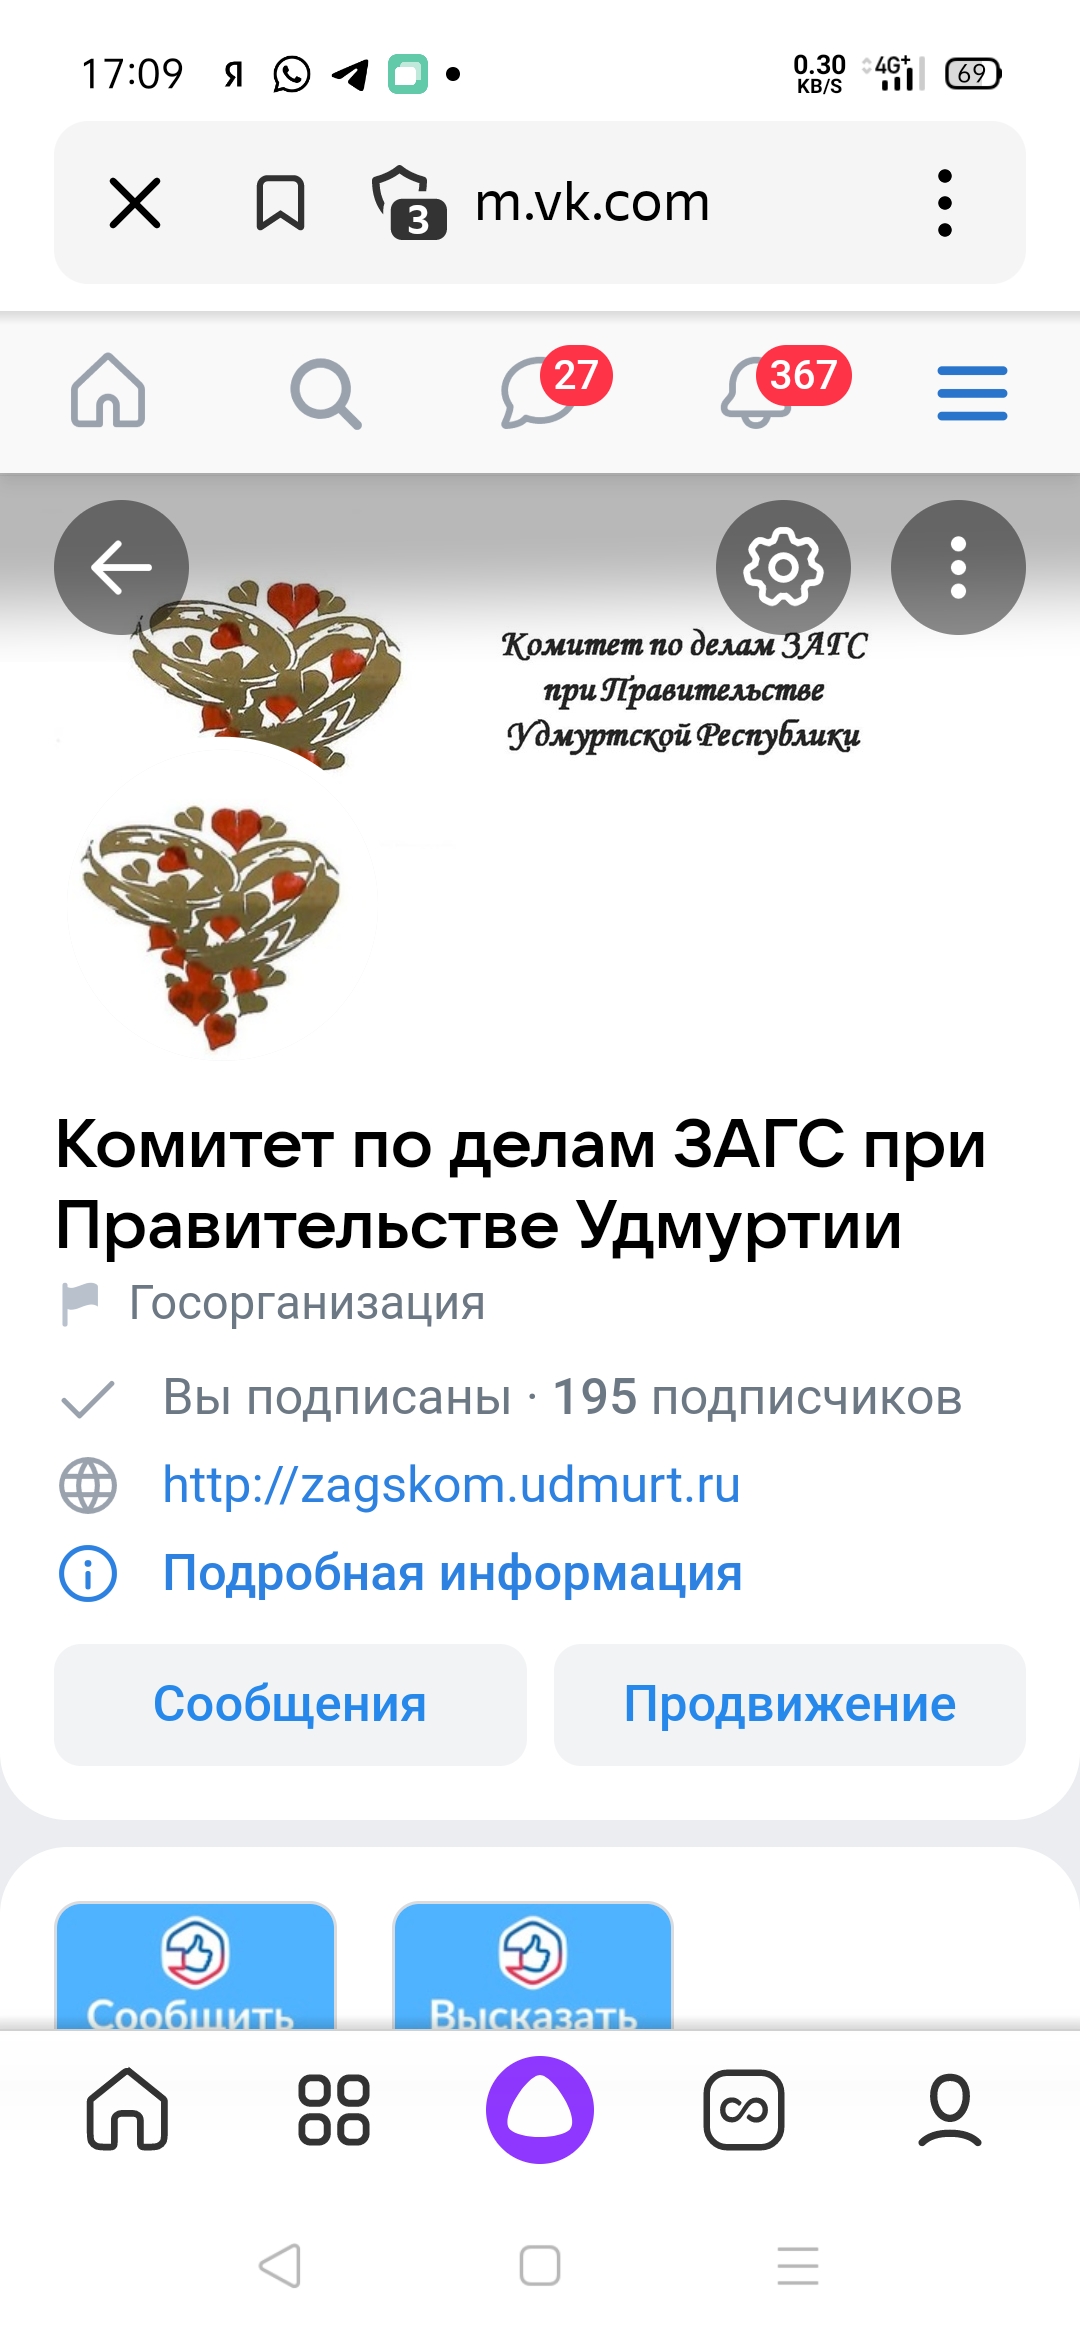 17:09
Я
0.30
KB/S
4G+
69
3
m.vk.com
27
367
Комитет по делам ЗАГС
при Правительстве
Удмуртской Республики
Комитет по делам ЗАГС при
Правительстве Удмуртии
Госорганизация
Вы подписаны · 195 подписчиков
http://zagskom.udmurt.ru
Подробная информация
Сообщения
Продвижение
Сообщить
Высказать